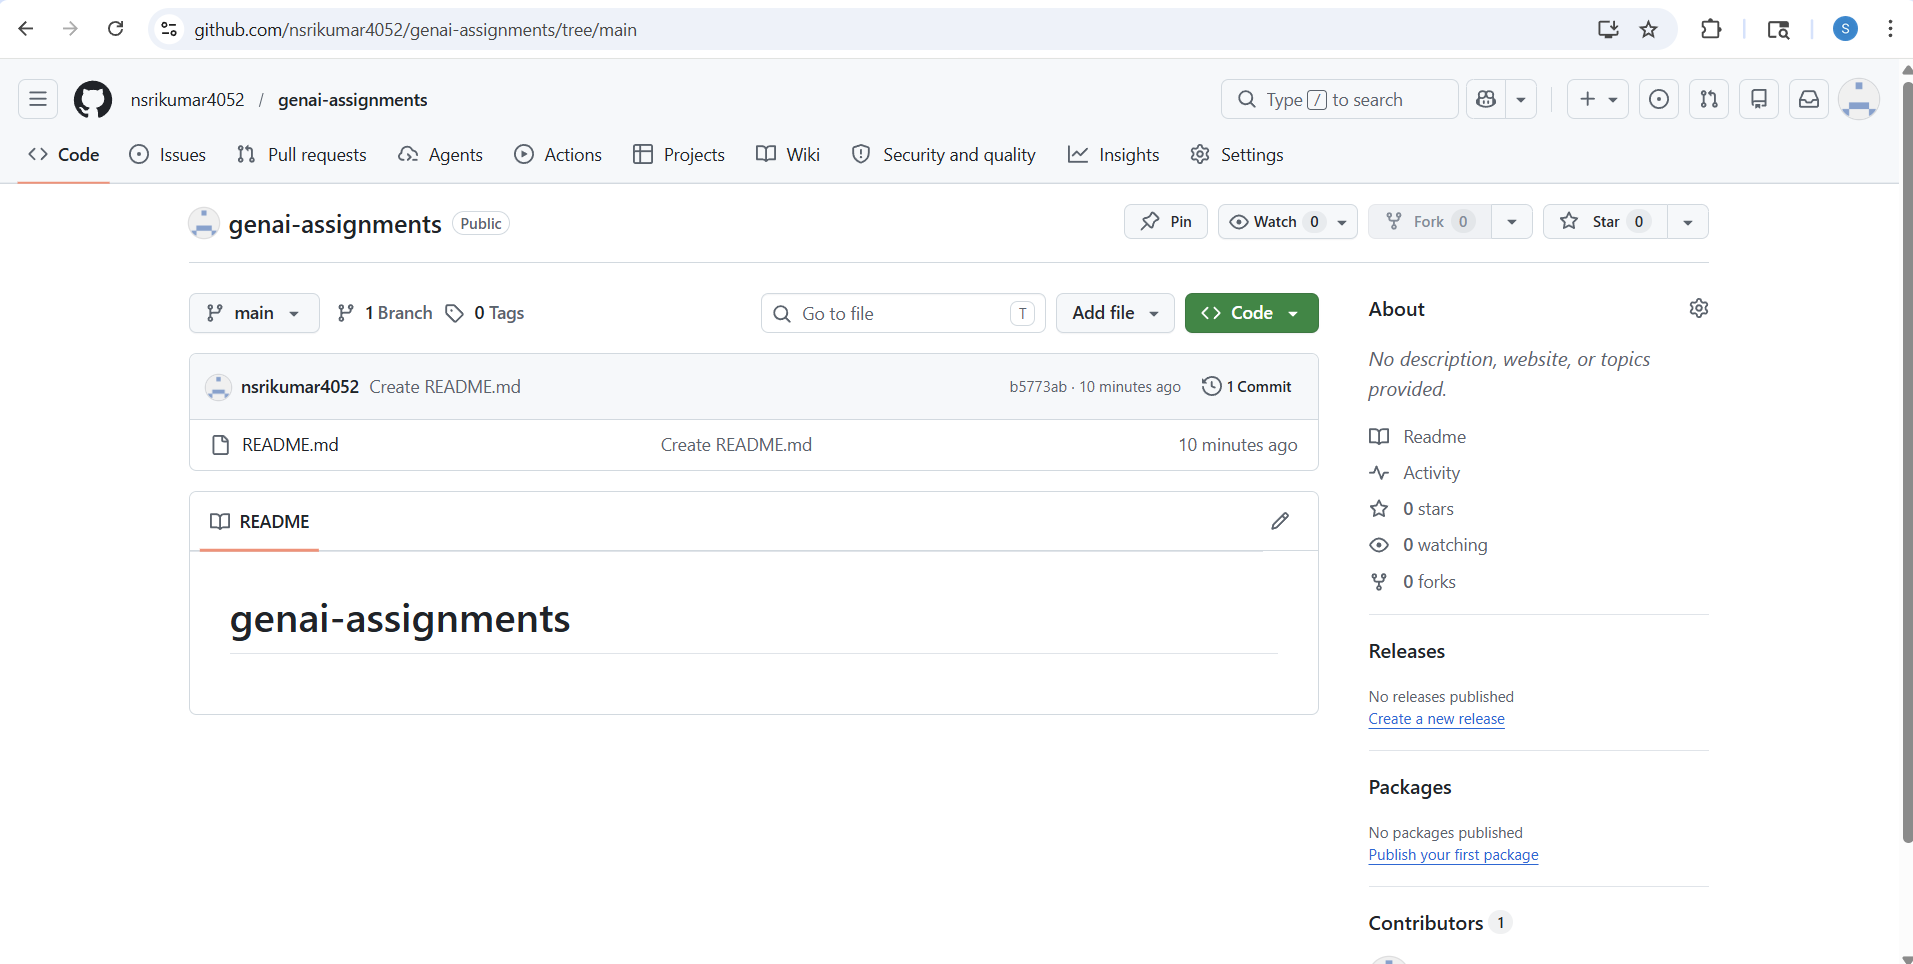 github.com/nsrikumar4052/genai-assignments/tree/main
S
nsrikumar4052 / genai-assignments
Type / to search
Code Issues Pull requests Agents Actions Projects Wiki Security and quality Insights Settings
genai-assignments Public
Pin Watch 0 Fork 0 Star 0
main 1 Branch 0 Tags
Go to file T Add file Code
nsrikumar4052 Create README.md b5773ab · 10 minutes ago 1 Commit
README.md Create README.md 10 minutes ago
README
genai-assignments
About
No description, website, or topics
provided.
Readme
Activity
0 stars
0 watching
0 forks
Releases
No releases published
Create a new release
Packages
No packages published
Publish your first package
Contributors 1